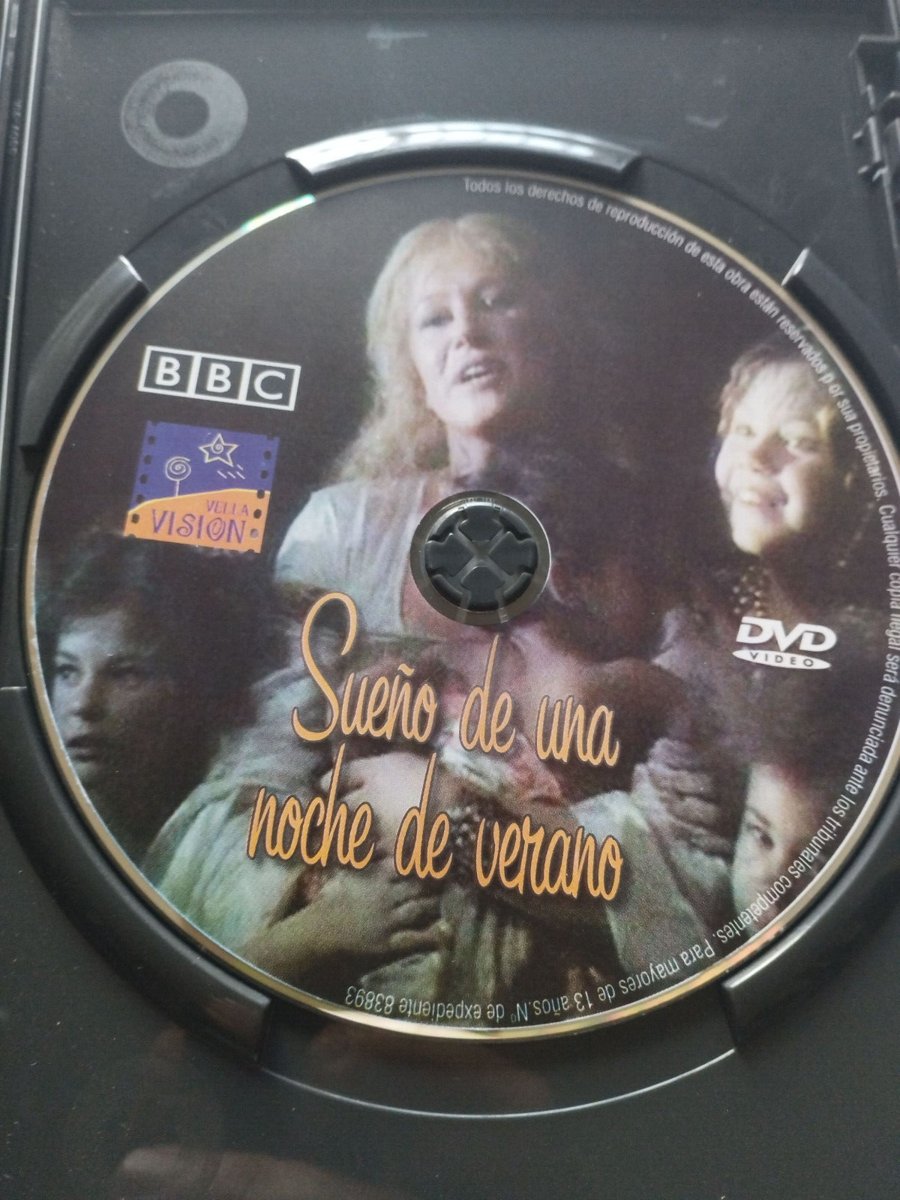 Todos los derechos de reproducción de esta obra están reservados p or sua propietarios. Cualquier copia ilegal será denunciada ante los tribunales competentes. Para mayores de 13 años.Nº de expediente 83893
BBC
VELLA
VISION
DVD
VIDEO
Sueño de una
noche de verano